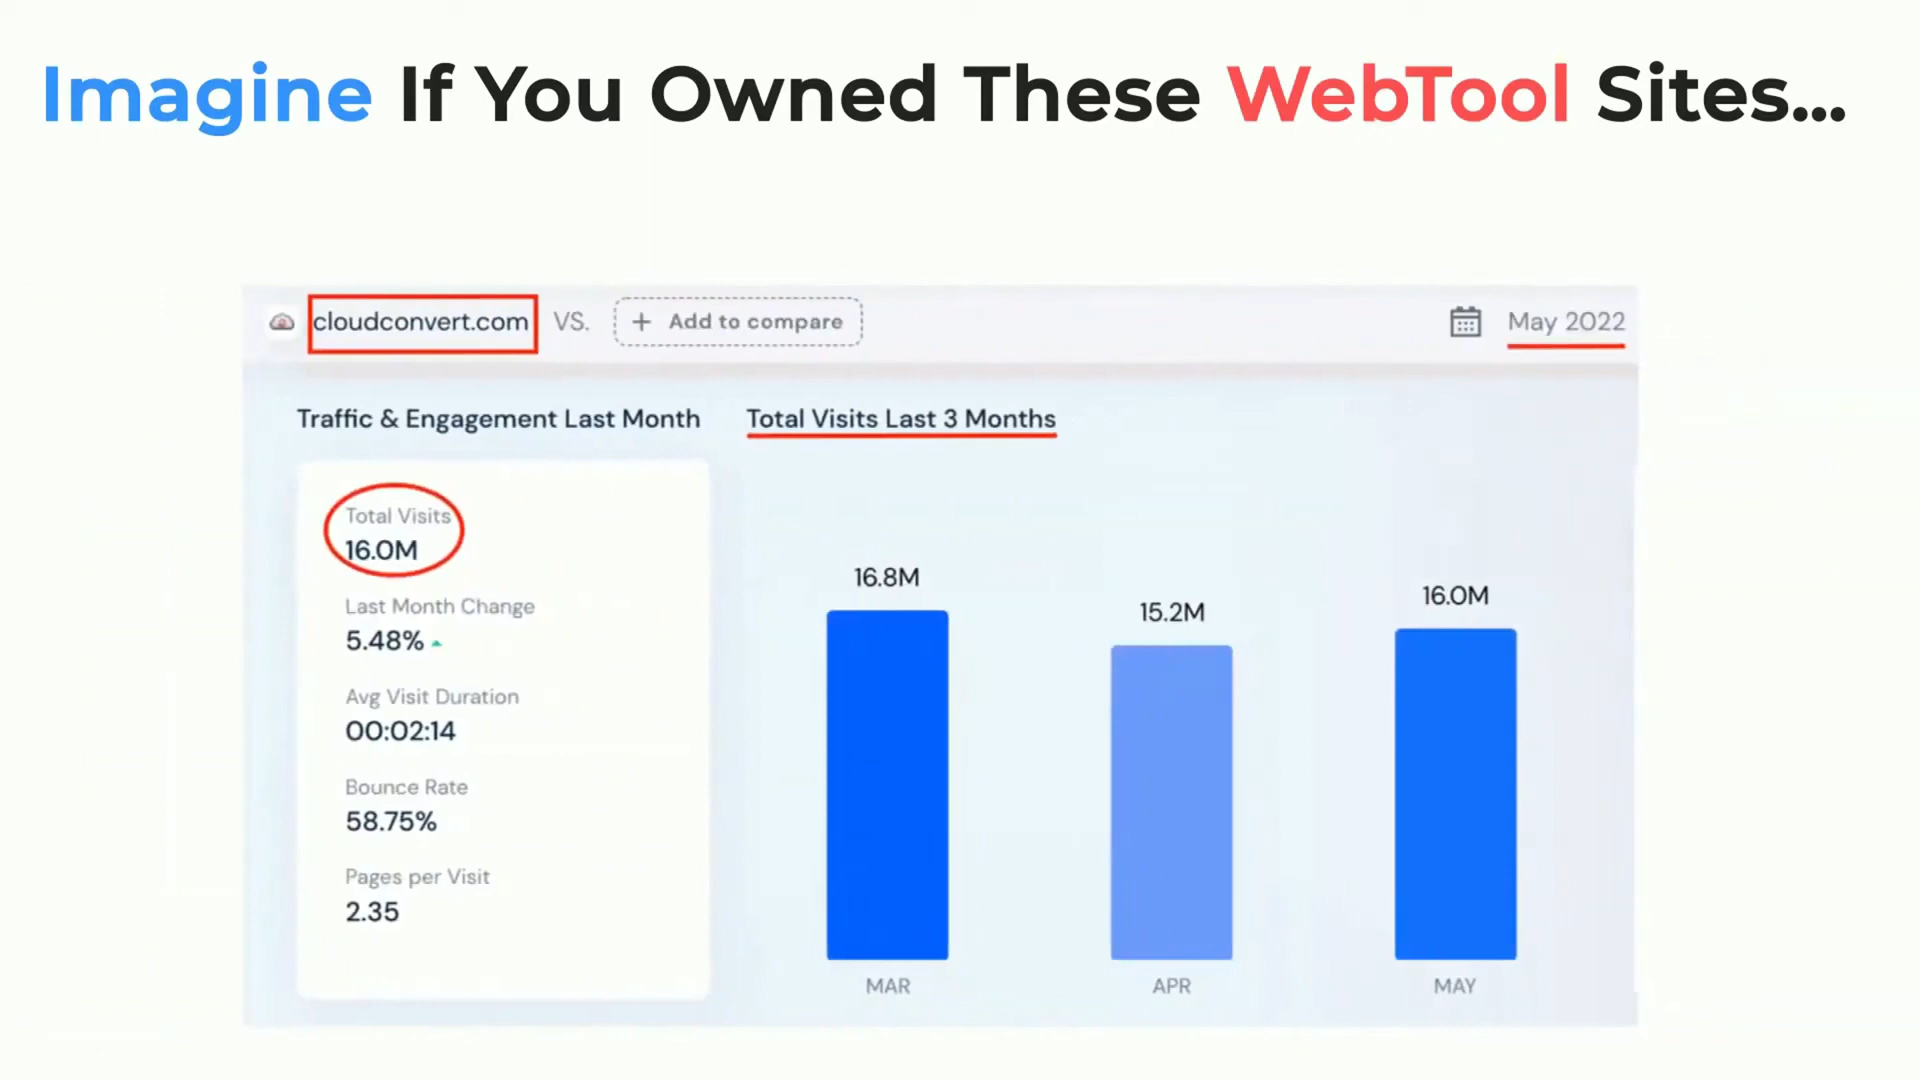 Imagine If You Owned These WebTool Sites...
cloudconvert.com VS. + Add to compare May 2022
Traffic & Engagement Last Month
Total Visits Last 3 Months
Total Visits
16.0M
Last Month Change
5.48%
Avg Visit Duration
00:02:14
Bounce Rate
58.75%
Pages per Visit
2.35
16.8M
15.2M
16.0M
MAR
APR
MAY